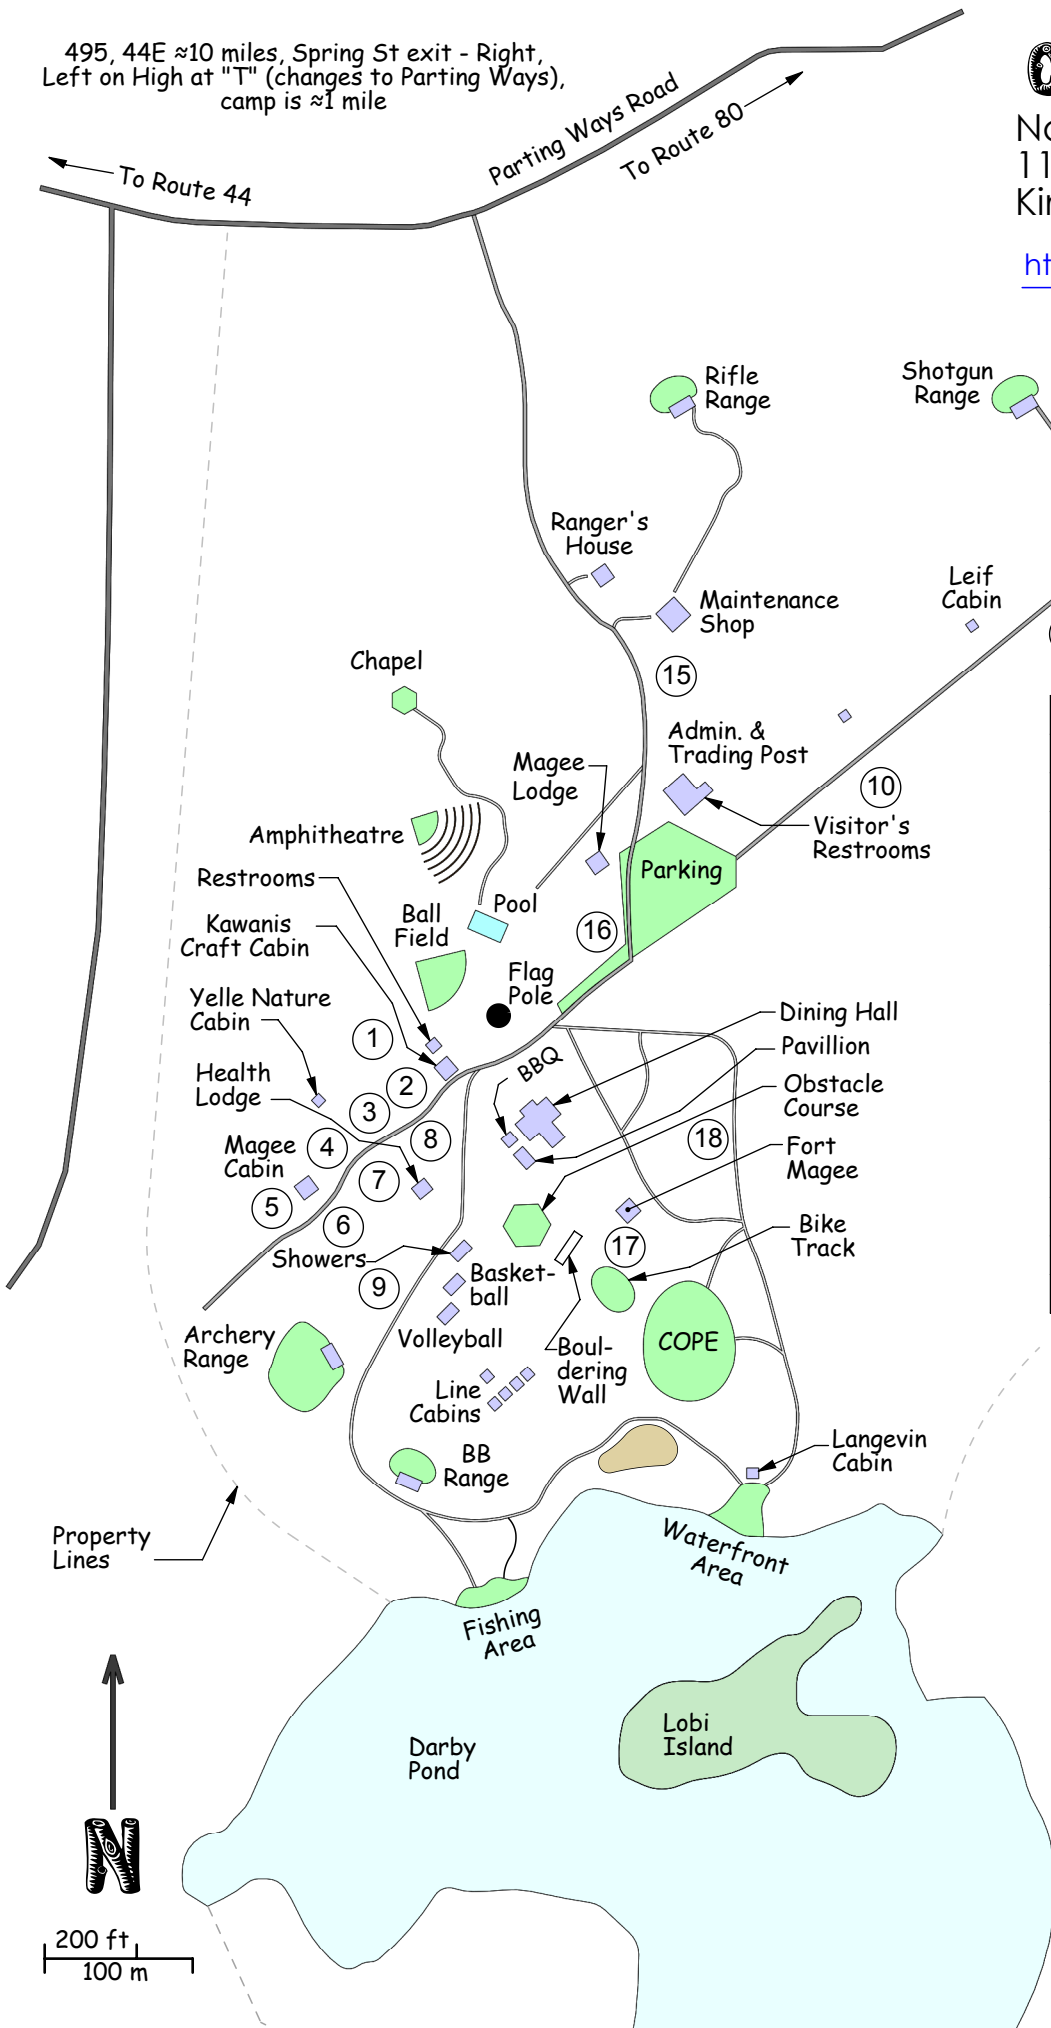 495, 44E ≈10 miles, Spring St exit - Right,
Left on High at "T" (changes to Parting Ways),
camp is ≈1 mile
Parting Ways Road
To Route 80
To Route 44
No
11
Kir
ht
Rifle
Range
Shotgun
Range
Ranger's
House
Leif
Cabin
Maintenance
Shop
Chapel
15
Admin. &
Trading Post
Magee
Lodge
10
Visitor's
Restrooms
Amphitheatre
Parking
Restrooms
Pool
Ball
Field
Kawanis
Craft Cabin
16
Flag
Pole
Yelle Nature
Cabin
Dining Hall
1
Pavillion
BBQ
Health
Lodge
2
Obstacle
Course
3
8
18
Magee
Cabin
4
Fort
Magee
7
5
6
Bike
Track
17
Showers
9
Basket-
ball
Volleyball
Archery
Range
Boul-
dering
Wall
COPE
Line
Cabins
BB
Range
Langevin
Cabin
Property
Lines
Waterfront
Area
Fishing
Area
Lobi
Island
Darby
Pond
N
200 ft
100 m